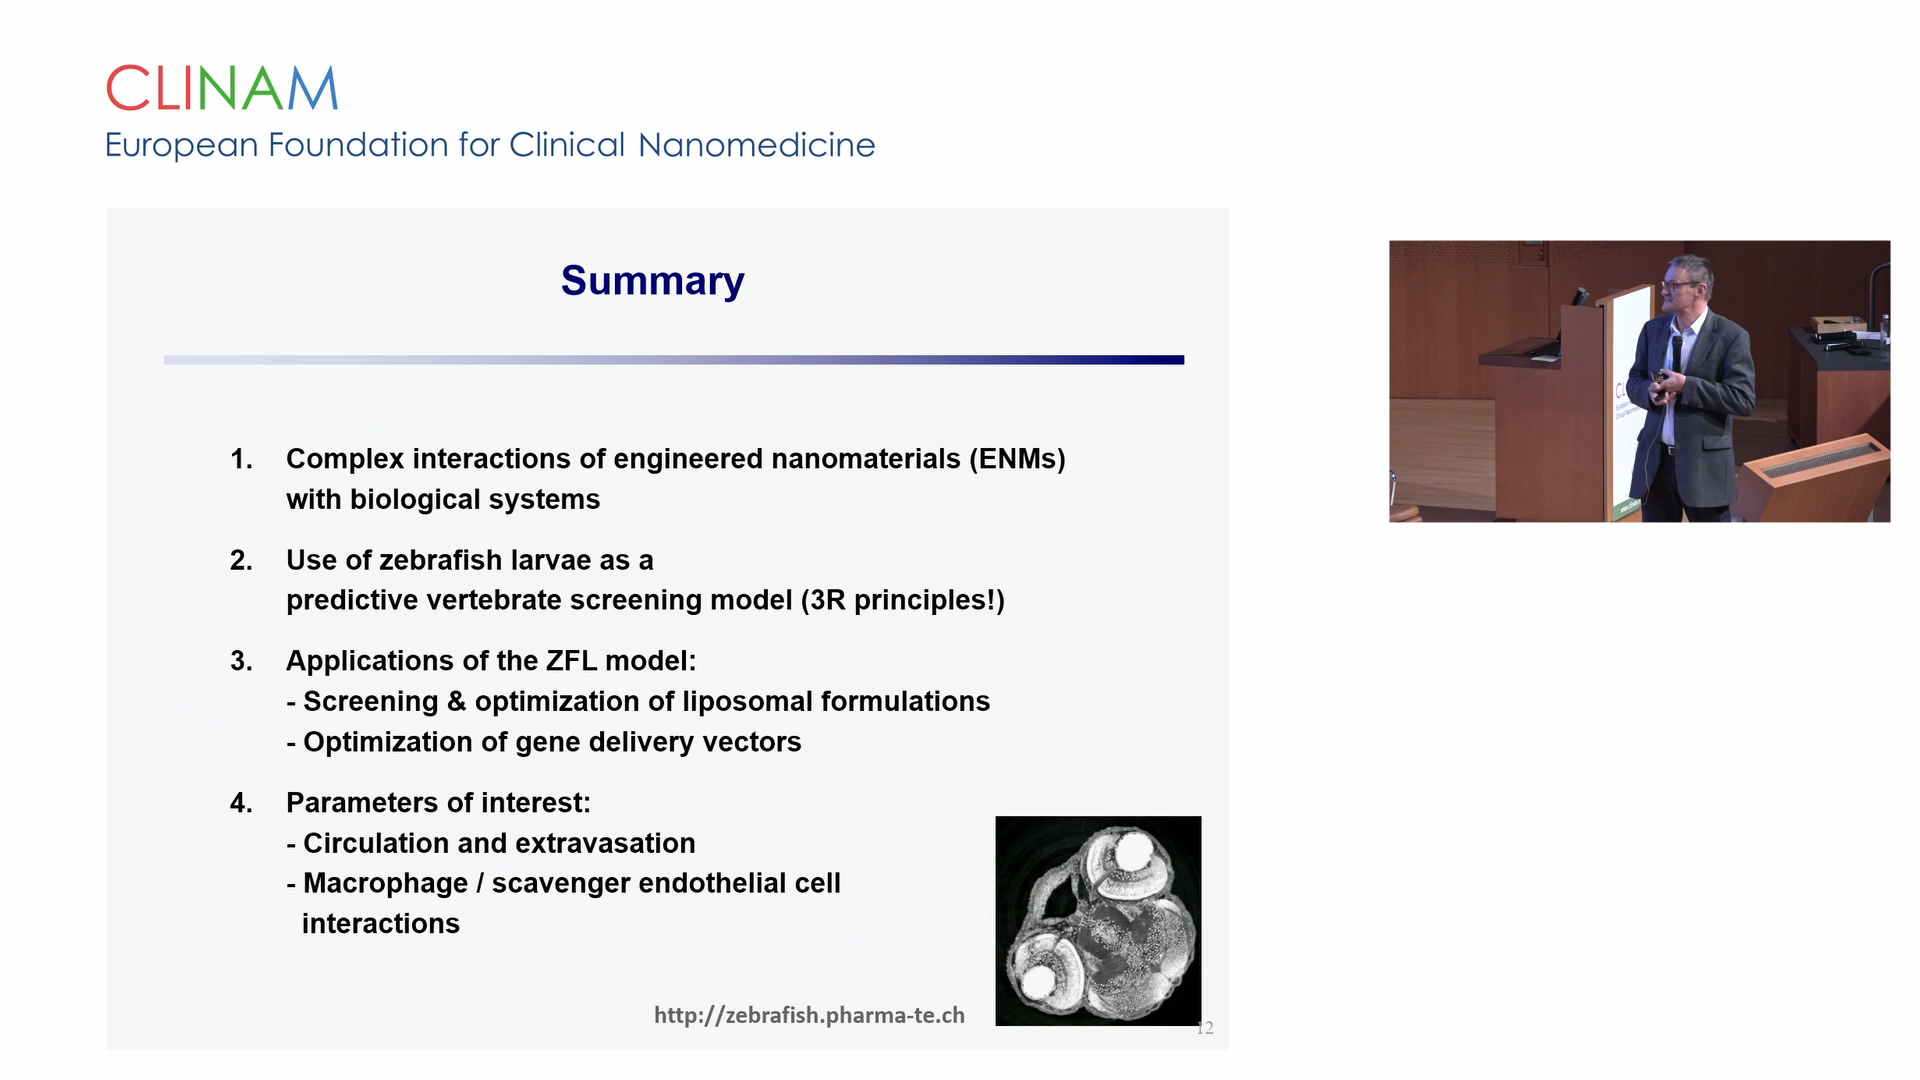 CLINAM
European Foundation for Clinical Nanomedicine
Summary
1. Complex interactions of engineered nanomaterials (ENMs)
with biological systems
2. Use of zebrafish larvae as a
predictive vertebrate screening model (3R principles!)
3. Applications of the ZFL model:
- Screening & optimization of liposomal formulations
- Optimization of gene delivery vectors
4. Parameters of interest:
- Circulation and extravasation
- Macrophage / scavenger endothelial cell
interactions
http://zebrafish.pharma-te.ch
12